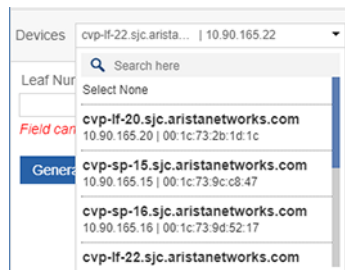 Devices cvp-lf-22.sjc.arista... | 10.90.165.22
Search here
Leaf Nur
Select None
cvp-lf-20.sjc.aristanetworks.com
10.90.165.20 | 00:1c:73:2b:1d:1c
Field can
cvp-sp-15.sjc.aristanetworks.com
10.90.165.15 | 00:1c:73:9c:c8:47
Genera
cvp-sp-16.sjc.aristanetworks.com
10.90.165.16 | 00:1c:73:9d:52:17
cvp-lf-22.sjc.aristanetworks.com